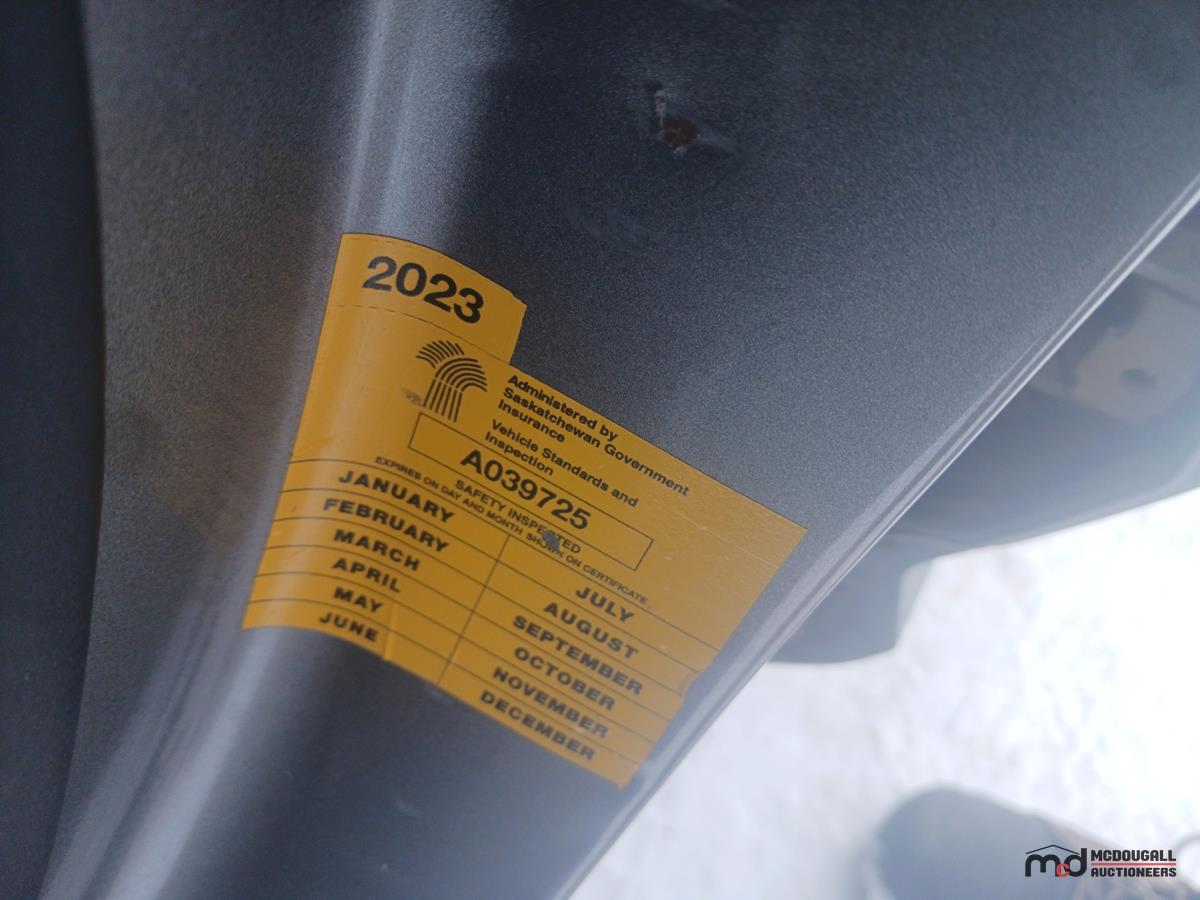 2023
Administered by
Saskatchewan Government
Insurance
Vehicle Standards and
Inspection
A039725
SAFETY INSPECTED
EXPIRES ON DAY AND MONTH SHOWN ON CERTIFICATE.
JANUARY
FEBRUARY
MARCH
APRIL
MAY
JUNE
JULY
AUGUST
SEPTEMBER
OCTOBER
NOVEMBER
DECEMBER
mcd MCDOUGALL
AUCTIONEERS